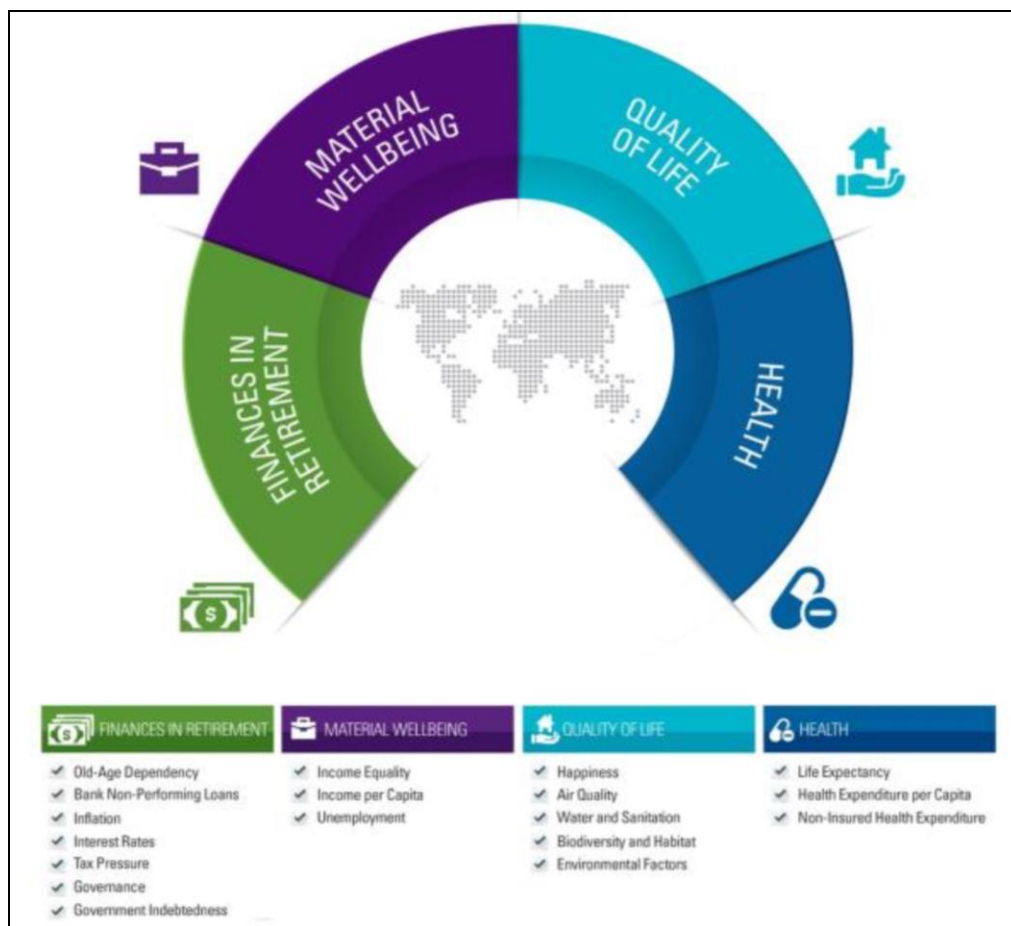 MATERIAL
WELLBEING
QUALITY
OF LIFE
FINANCES IN
RETIREMENT
HEALTH
$
$ FINANCES IN RETIREMENT
Old-Age Dependency
Bank Non-Performing Loans
Inflation
Interest Rates
Tax Pressure
Governance
Government Indebtedness
MATERIAL WELLBEING
Income Equality
Income per Capita
Unemployment
QUALITY OF LIFE
Happiness
Air Quality
Water and Sanitation
Biodiversity and Habitat
Environmental Factors
HEALTH
Life Expectancy
Health Expenditure per Capita
Non-Insured Health Expenditure